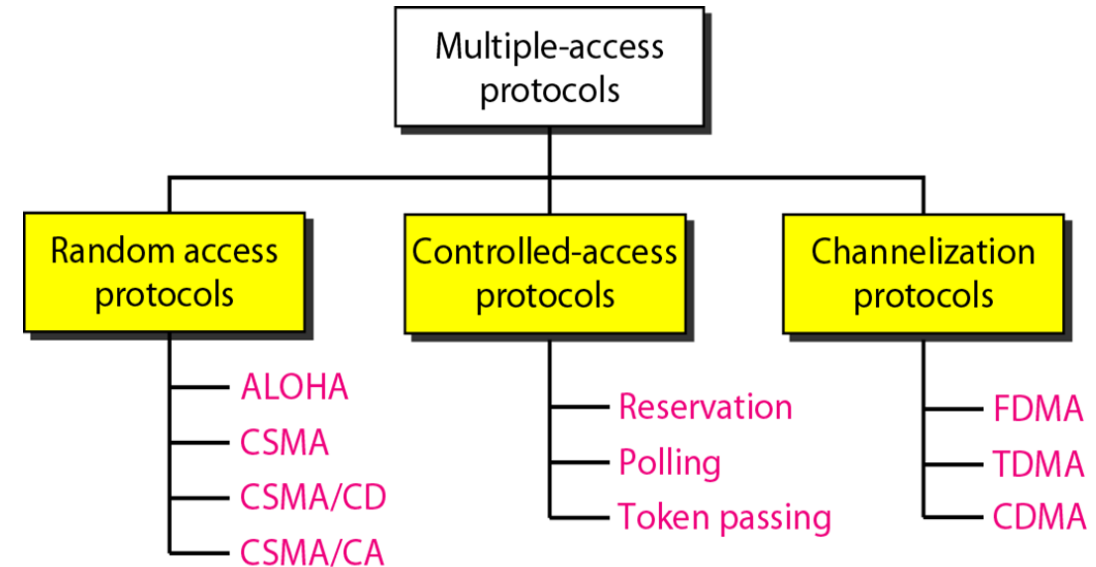 Multiple-access
protocols
Random access
protocols
ALOHA
CSMA
CSMA/CD
CSMA/CA
Controlled-access
protocols
Reservation
Polling
Token passing
Channelization
protocols
FDMA
TDMA
CDMA